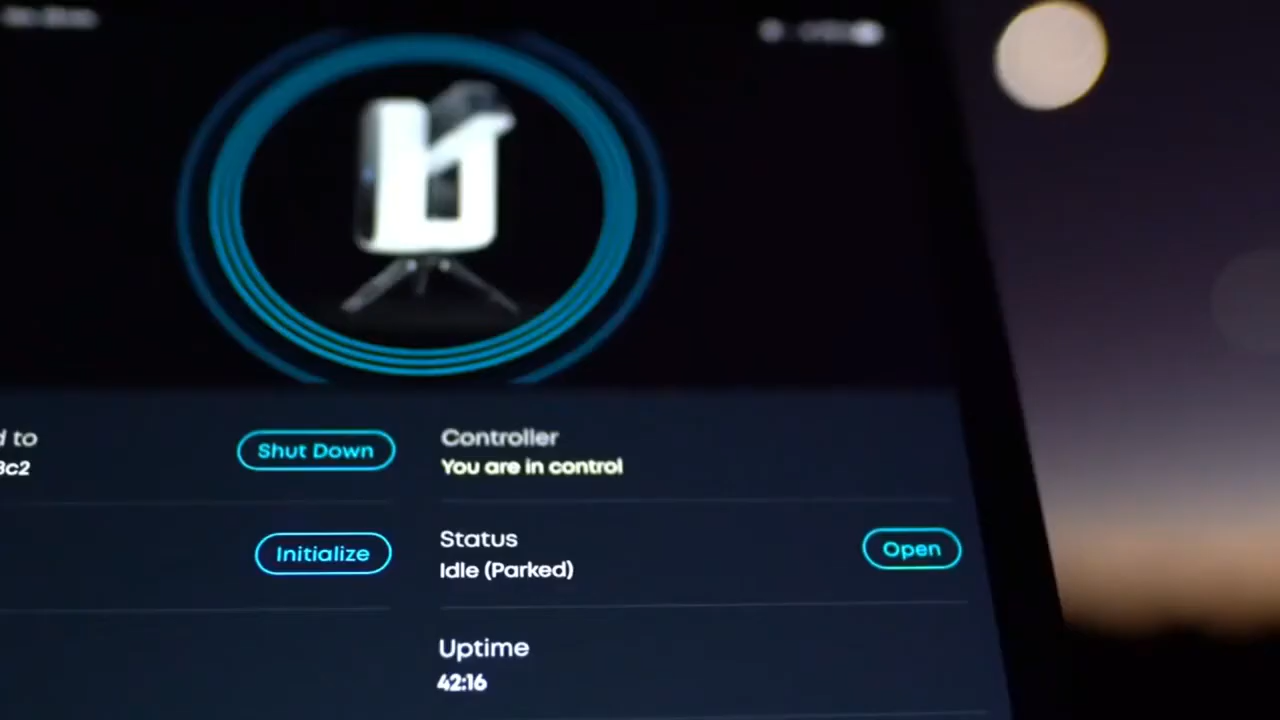 d to
3c2
Shut Down
Controller
You are in control
Initialize
Status
Idle (Parked)
Open
Uptime
42:16